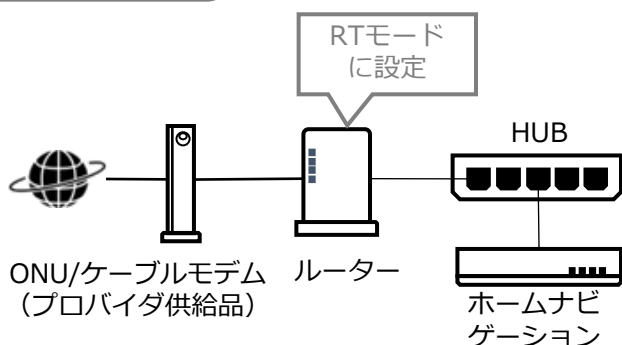 RTモード
に設定
HUB
ONU/ケーブルモデム
（プロバイダ供給品）
ルーター
ホームナビ
ゲーション